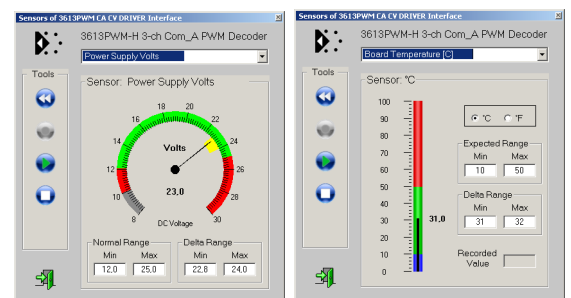 Sensors of 3613PWM CA CV DRIVER Interface
3613PWM-H 3-ch Com_A PWM Decoder
Power Supply Volts
Tools
Sensor: Power Supply Volts
8
10
12
14
16
18
20
22
24
26
28
30
Volts
23,0
DC Voltage
Normal Range
Min Max
12,0 25,0
Delta Range
Min Max
22,8 24,0
Sensors of 3613PWM CA CV DRIVER Interface
3613PWM-H 3-ch Com_A PWM Decoder
Board Temperature [C]
Tools
Sensor: °C
100
90
80
70
60
50
40
30
20
10
0
31,0
°C °F
Expected Range
Min Max
10 50
Delta Range
Min Max
31 32
Recorded
Value